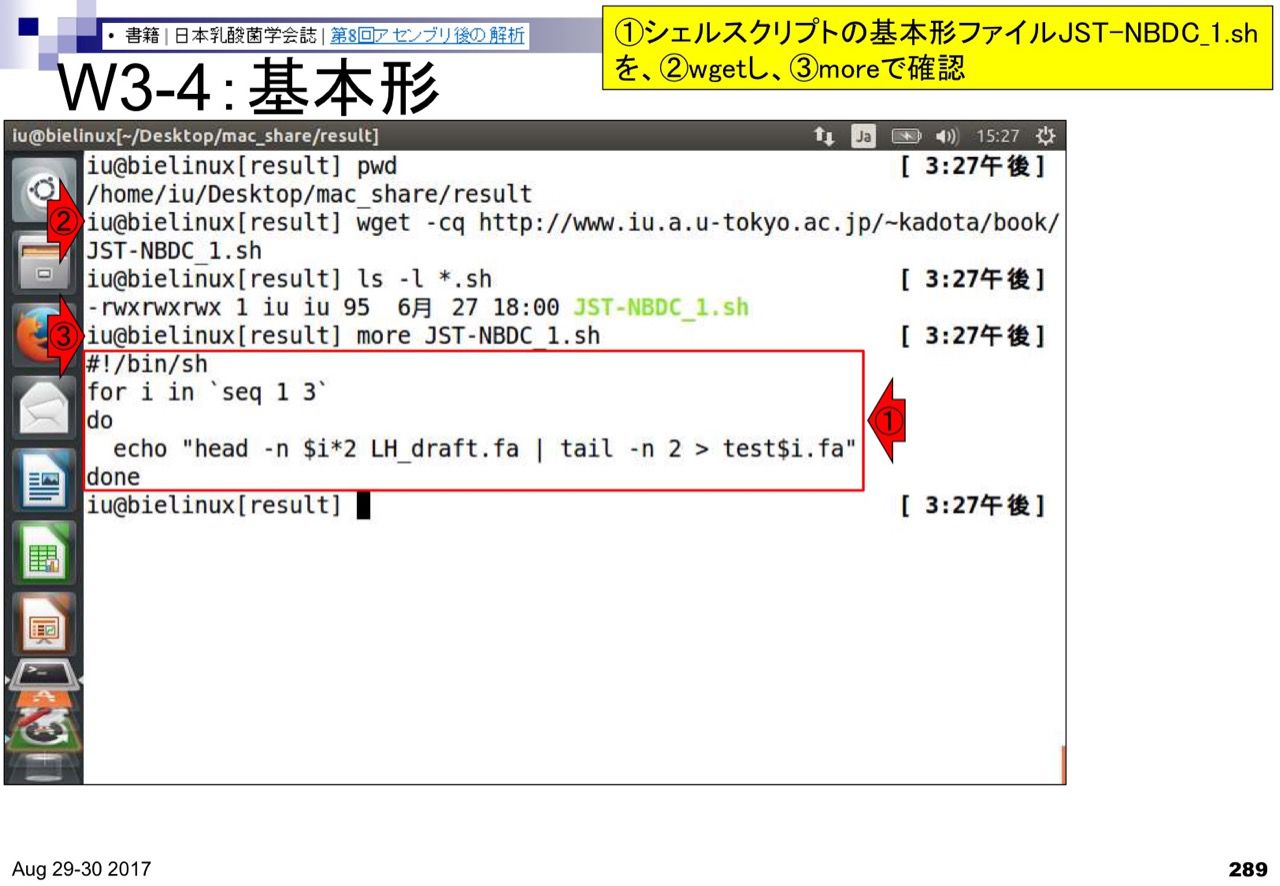 • 書籍 | 日本乳酸菌学会誌 | 第8回アセンブリ後の解析
①シェルスクリプトの基本形ファイルJST-NBDC_1.sh
を、②wgetし、③moreで確認
W3-4：基本形
iu@bielinux[~/Desktop/mac_share/result] Ja 15:27
iu@bielinux[result] pwd [ 3:27午後]
/home/iu/Desktop/mac_share/result
② iu@bielinux[result] wget -cq http://www.iu.a.u-tokyo.ac.jp/~kadota/book/
JST-NBDC_1.sh
iu@bielinux[result] ls -l *.sh [ 3:27午後]
-rwxrwxrwx 1 iu iu 95 6月 27 18:00 JST-NBDC_1.sh
③ iu@bielinux[result] more JST-NBDC_1.sh [ 3:27午後]
#!/bin/sh
for i in `seq 1 3`
do
①
echo "head -n $i*2 LH_draft.fa | tail -n 2 > test$i.fa"
done
iu@bielinux[result] [ 3:27午後]
Aug 29-30 2017
289